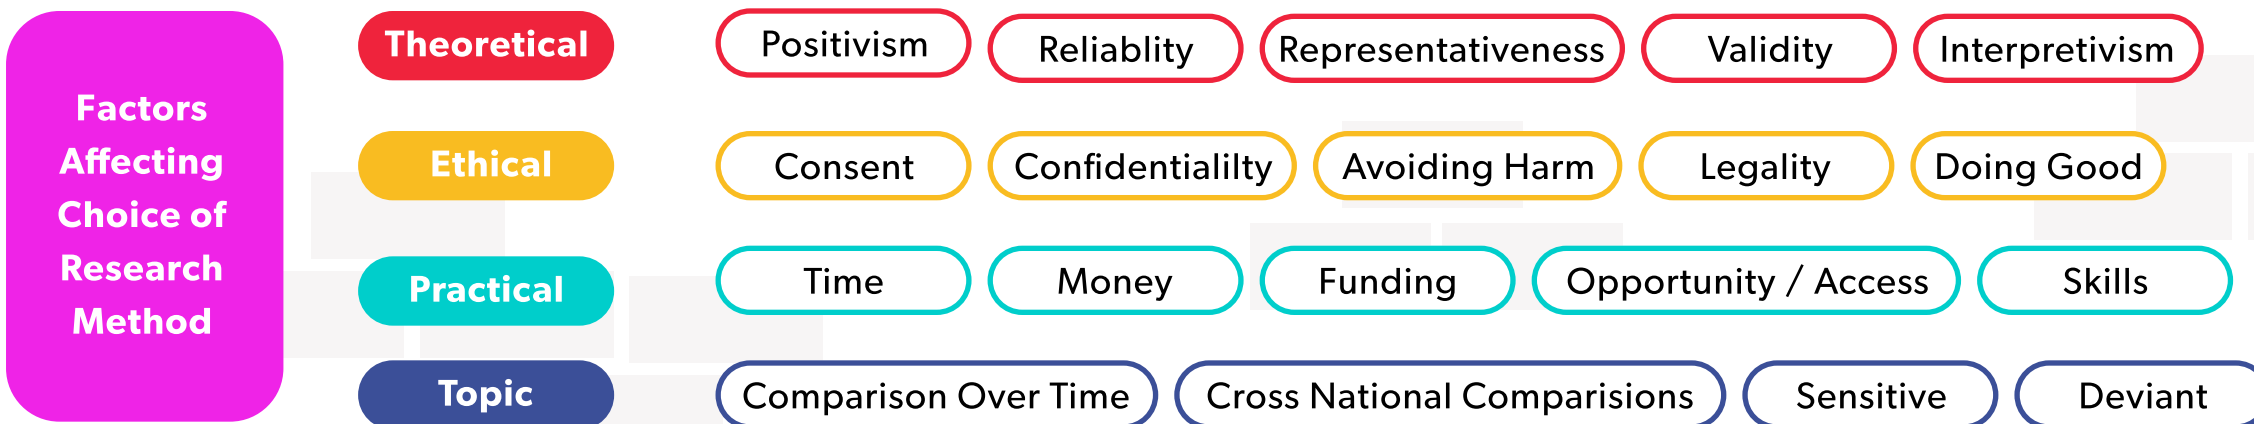 Factors
Affecting
Choice of
Research
Method
Theoretical
Positivism
Reliablity
Representativeness
Validity
Interpretivism
Ethical
Consent
Confidentialilty
Avoiding Harm
Legality
Doing Good
Practical
Time
Money
Funding
Opportunity / Access
Skills
Topic
Comparison Over Time
Cross National Comparisions
Sensitive
Deviant